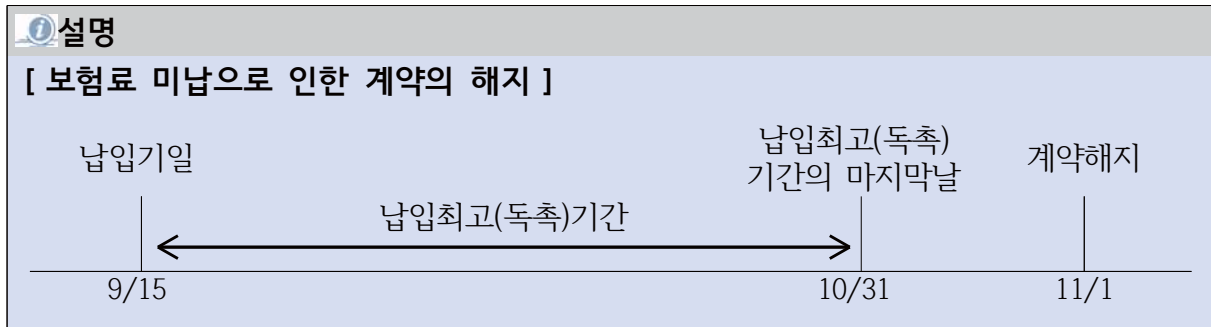 설명
[ 보험료 미납으로 인한 계약의 해지 ]
납입기일
납입최고(독촉)
기간의 마지막날
계약해지
납입최고(독촉)기간
9/15
10/31
11/1